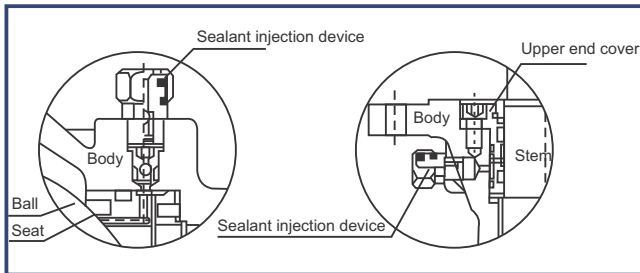 Sealant injection device
Body
Ball
Seat
Upper end cover
Body
Stem
Sealant injection device